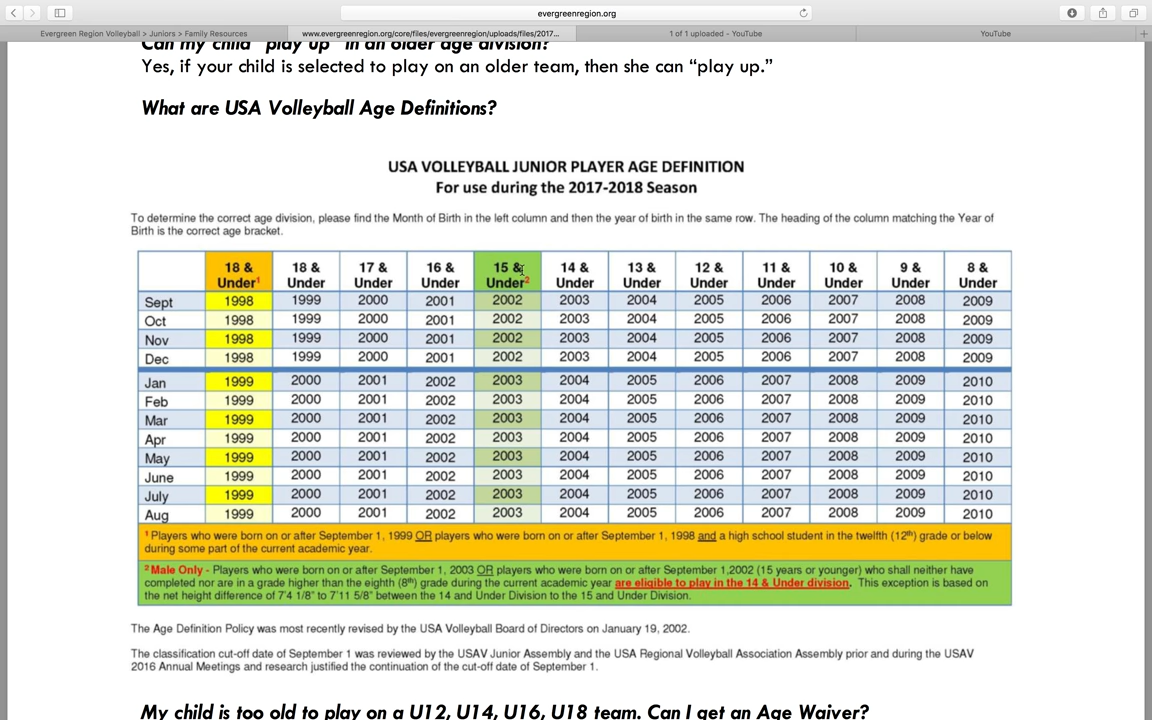 evergreenregion.org
Evergreen Region Volleyball > Juniors > Family Resources
www.evergreenregion.org/core/files/evergreenregion/uploads/files/2017...
1 of 1 uploaded - YouTube
YouTube
Can my child "play up" in an older age division?
Yes, if your child is selected to play on an older team, then she can “play up.”
What are USA Volleyball Age Definitions?
USA VOLLEYBALL JUNIOR PLAYER AGE DEFINITION
For use during the 2017-2018 Season
To determine the correct age division, please find the Month of Birth in the left column and then the year of birth in the same row. The heading of the column matching the Year of
Birth is the correct age bracket.
18 & 18 & 17 & 16 & 15 & 14 & 13 & 12 & 11 & 10 & 9 & 8 &
Under¹ Under Under Under Under² Under Under Under Under Under Under Under
Sept 1998 1999 2000 2001 2002 2003 2004 2005 2006 2007 2008 2009
Oct 1998 1999 2000 2001 2002 2003 2004 2005 2006 2007 2008 2009
Nov 1998 1999 2000 2001 2002 2003 2004 2005 2006 2007 2008 2009
Dec 1998 1999 2000 2001 2002 2003 2004 2005 2006 2007 2008 2009
Jan 1999 2000 2001 2002 2003 2004 2005 2006 2007 2008 2009 2010
Feb 1999 2000 2001 2002 2003 2004 2005 2006 2007 2008 2009 2010
Mar 1999 2000 2001 2002 2003 2004 2005 2006 2007 2008 2009 2010
Apr 1999 2000 2001 2002 2003 2004 2005 2006 2007 2008 2009 2010
May 1999 2000 2001 2002 2003 2004 2005 2006 2007 2008 2009 2010
June 1999 2000 2001 2002 2003 2004 2005 2006 2007 2008 2009 2010
July 1999 2000 2001 2002 2003 2004 2005 2006 2007 2008 2009 2010
Aug 1999 2000 2001 2002 2003 2004 2005 2006 2007 2008 2009 2010
¹ Players who were born on or after September 1, 1999 OR players who were born on or after September 1, 1998 and a high school student in the twelfth (12th) grade or below
during some part of the current academic year.
² Male Only - Players who were born on or after September 1, 2003 OR players who were born on or after September 1,2002 (15 years or younger) who shall neither have
completed nor are in a grade higher than the eighth (8th) grade during the current academic year are eligible to play in the 14 & Under division. This exception is based on
the net height difference of 7'4 1/8" to 7'11 5/8" between the 14 and Under Division to the 15 and Under Division.
The Age Definition Policy was most recently revised by the USA Volleyball Board of Directors on January 19, 2002.
The classification cut-off date of September 1 was reviewed by the USAV Junior Assembly and the USA Regional Volleyball Association Assembly prior and during the USAV
2016 Annual Meetings and research justified the continuation of the cut-off date of September 1.
My child is too old to play on a U12, U14, U16, U18 team. Can I get an Age Waiver?